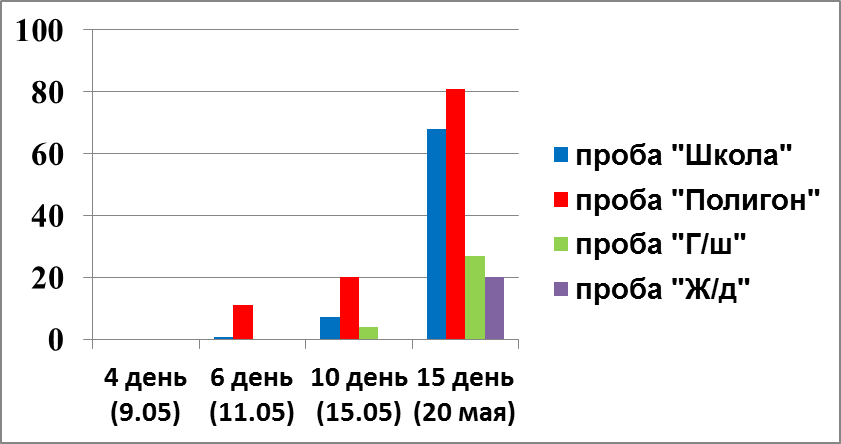 100
80
60
40
20
0
4 день (9.05)
6 день (11.05)
10 день (15.05)
15 день (20 мая)
проба "Школа"
проба "Полигон"
проба "Г/ш"
проба "Ж/д"